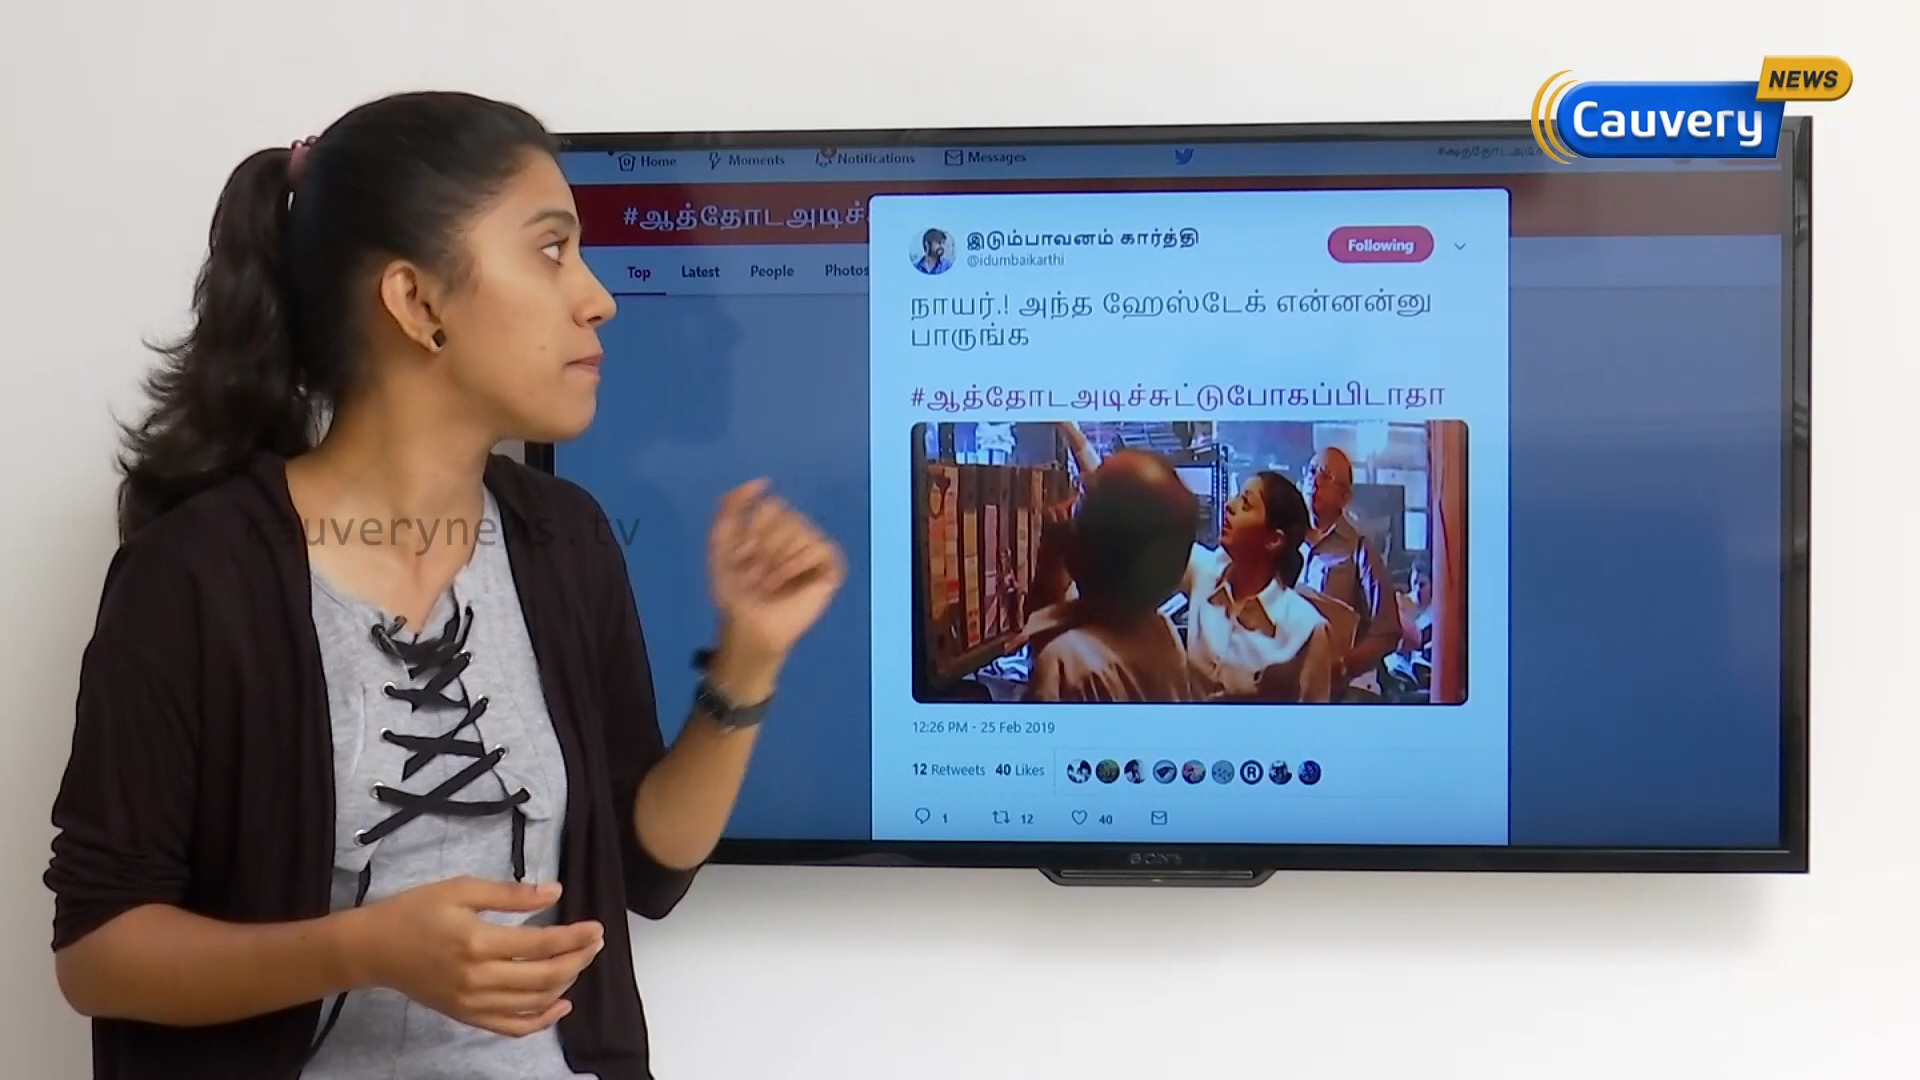 NEWS
Cauvery
Home
Moments
Notifications
Messages
#ஆத்தோடஅடிச்
Top
Latest
People
Photos
இடும்பாவனம் கார்த்தி
@idumbaikarthi
Following
நாயர்.! அந்த ஹேஸ்டேக் என்னன்னு
பாருங்க
#ஆத்தோடஅடிச்சுட்டுபோகப்பிடாதா
12:26 PM - 25 Feb 2019
12 Retweets 40 Likes
1 12 40
cauverynews.tv
SONY